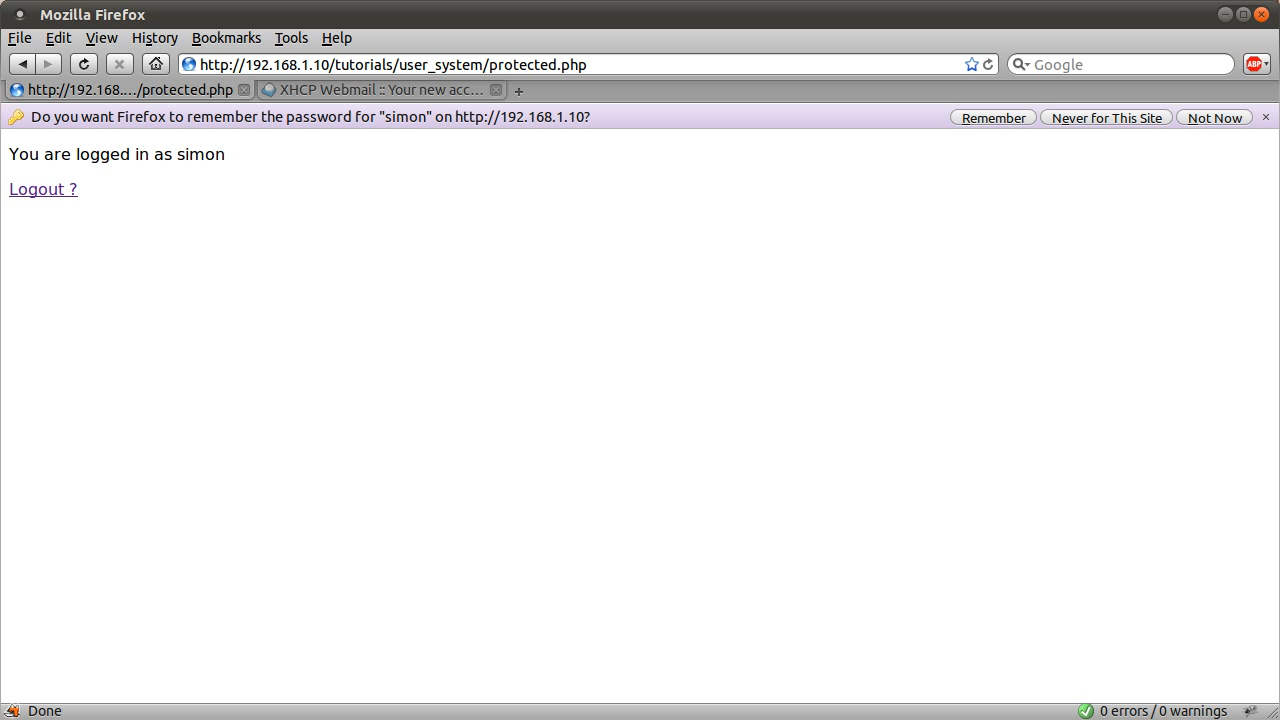 Mozilla Firefox
File Edit View History Bookmarks Tools Help
http://192.168.1.10/tutorials/user_system/protected.php Google ABP
http://192.168.…/protected.php XHCP Webmail :: Your new acc… +
Do you want Firefox to remember the password for "simon" on http://192.168.1.10? Remember Never for This Site Not Now ×
You are logged in as simon
Logout ?
Done 0 errors / 0 warnings